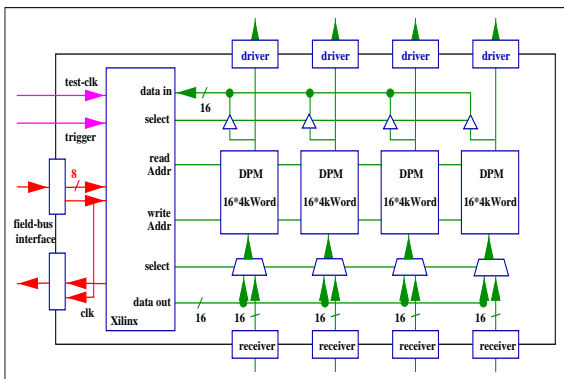 driver driver driver driver
test-clk
data in
16
select
trigger
read
Addr
DPM DPM DPM DPM
16*4kWord 16*4kWord 16*4kWord 16*4kWord
8
write
Addr
field-bus
interface
select
data out
clk
Xilinx
16 16 16 16 16
receiver receiver receiver receiver